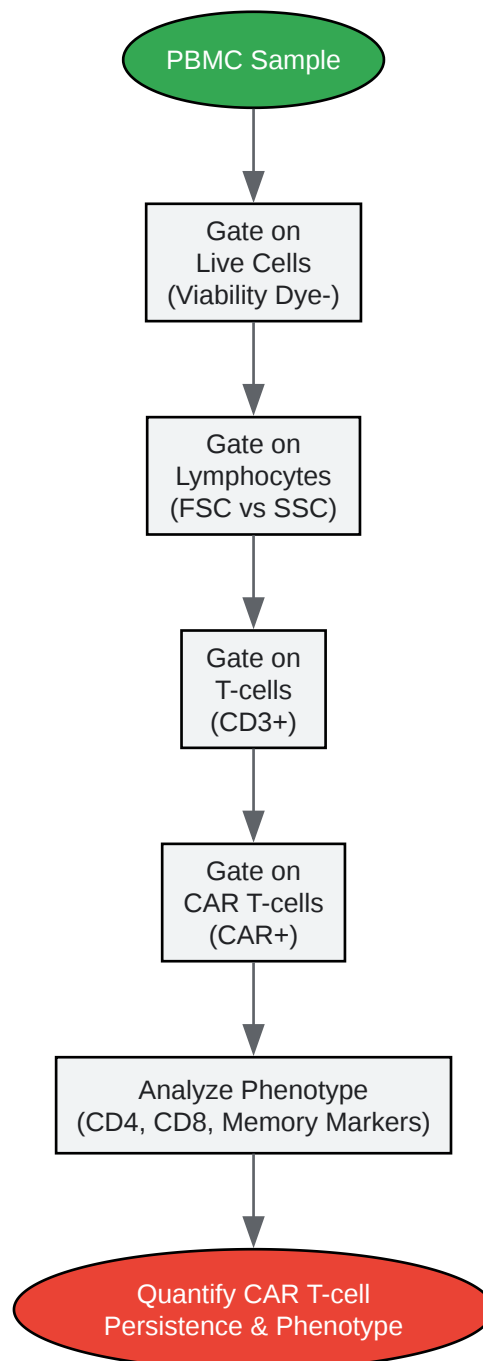 PBMC Sample
Gate on
Live Cells
(Viability Dye-)
Gate on
Lymphocytes
(FSC vs SSC)
Gate on
T-cells
(CD3+)
Gate on
CAR T-cells
(CAR+)
Analyze Phenotype
(CD4, CD8, Memory Markers)
Quantify CAR T-cell
Persistence & Phenotype